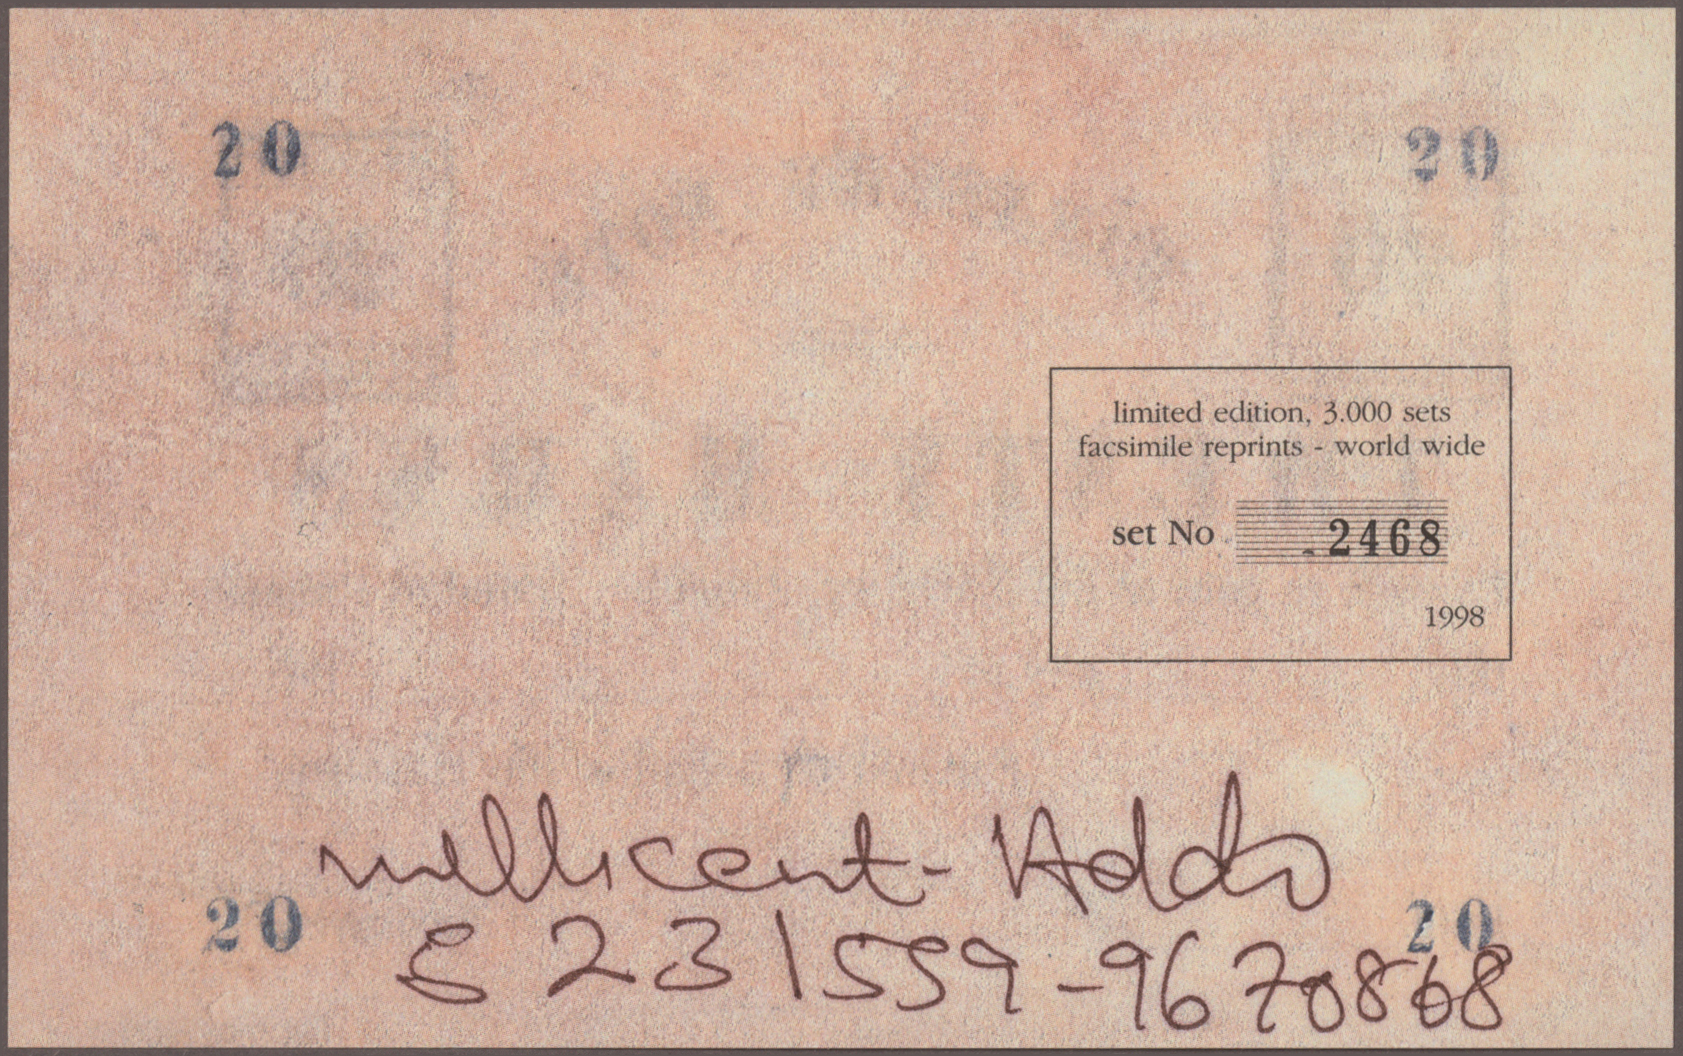 20 20
limited edition, 3.000 sets
facsimile reprints - world wide
set No .2468
1998
millicent - Addo
20 20
S231559-9670868